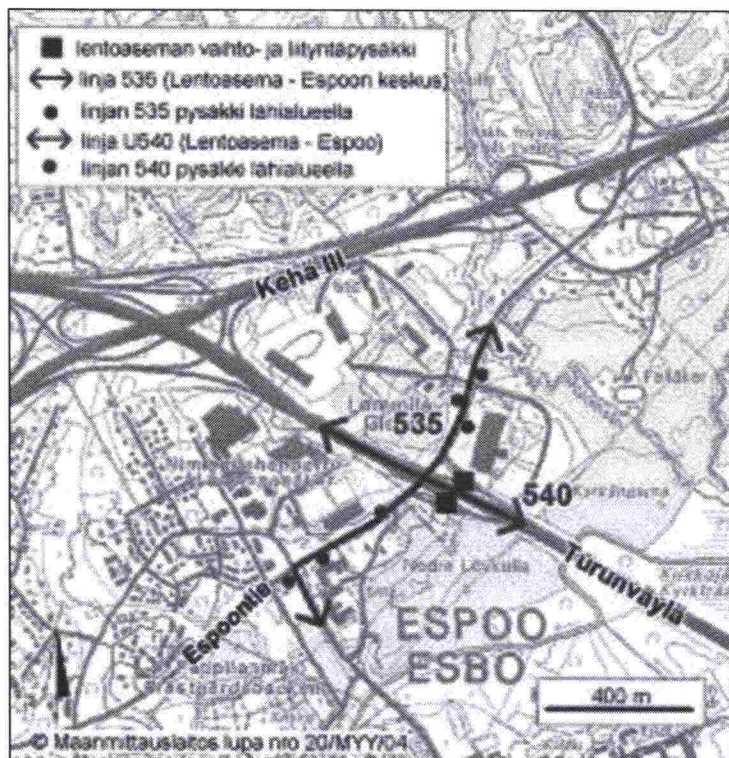 lentoaseman vaihto- ja liityntäpysäkki
linja 535 (Lentoasema - Espoon keskus)
linjan 535 pysäkki lähialueella
linja U540 (Lentoasema - Espoo)
linjan 540 pysäkki lähialueella
Kehä III
535
540
Turunväylä
Espoontie
ESPOO
ESBO
400 m
© Maanmittauslaitos lupa nro 20/MYY/04